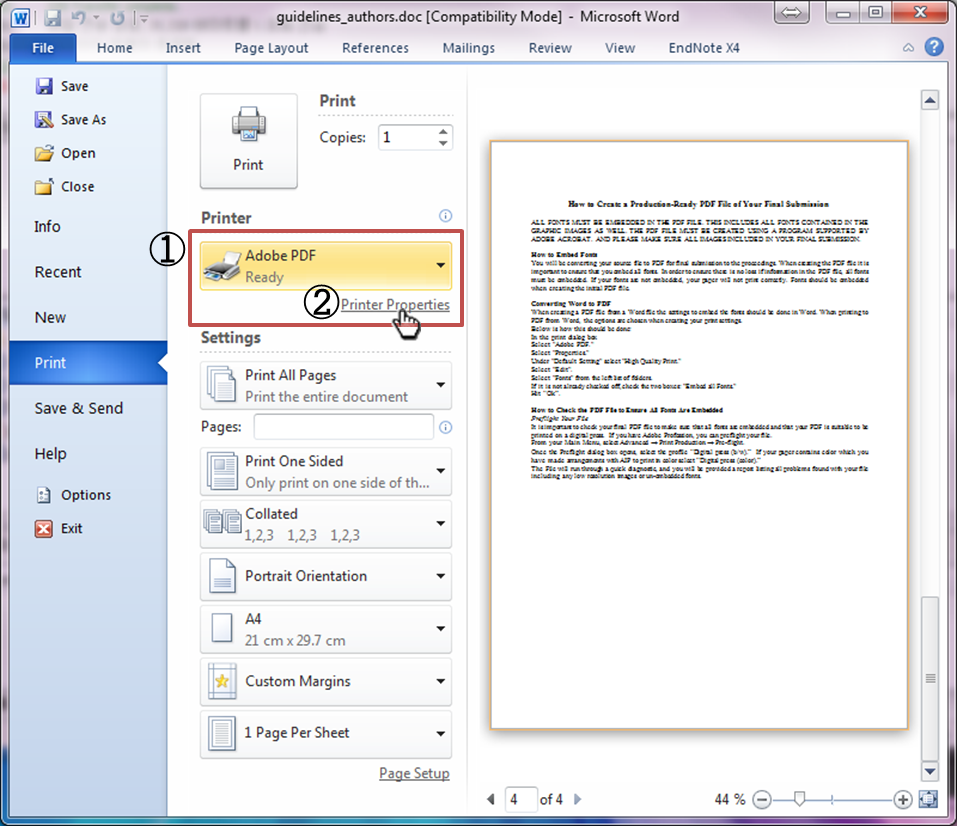 guidelines_authors.doc [Compatibility Mode] - Microsoft Word
File Home Insert Page Layout References Mailings Review View EndNote X4
Save
Save As
Open
Close
Info
Recent
New
Print
Save & Send
Help
Options
Exit
Print
Print
Copies: 1
Printer
①
Adobe PDF
Ready
② Printer Properties
Settings
Print All Pages
Print the entire document
Pages:
Print One Sided
Only print on one side of th...
Collated
1,2,3 1,2,3 1,2,3
Portrait Orientation
A4
21 cm x 29.7 cm
Custom Margins
1 Page Per Sheet
Page Setup
How to Create a Production-Ready PDF File of Your Final Submission
ALL FONTS MUST BE EMBEDDED IN THE PDF FILE. THIS INCLUDES ALL FONTS CONTAINED IN THE
GRAPHIC IMAGES AS WELL. THE PDF FILE MUST BE CREATED USING A PROGRAM SUPPORTED BY
ADOBE ACROBAT. AND PLEASE MAKE SURE ALL IMAGES INCLUDED IN YOUR FINAL SUBMISSION.
How to Embed Fonts
You will be converting your source file to PDF for final submission to the proceedings. When creating the PDF file it is
important to ensure that you embed all fonts. In order to ensure there is no loss if information in the PDF file, all fonts
must be embedded. If your fonts are not embedded, your paper will not print correctly. Fonts should be embedded
when creating the initial PDF file.
Converting Word to PDF
When creating a PDF file from a Word file the settings to embed the fonts should be done in Word. When printing to
PDF from Word, the options are chosen when creating your print settings.
Below is how this should be done:
In the print dialog box:
Select "Adobe PDF."
Select "Properties."
Under "Default Setting" select "High Quality Print."
Select "Edit".
Select "Fonts" from the left list of folders.
If it is not already checked off, check the two boxes: "Embed all Fonts"
Hit "Ok".
How to Check the PDF File to Ensure All Fonts Are Embedded
Preflight Your File
It is important to check your final PDF file to make sure that all fonts are embedded and that your PDF is suitable to be
printed on a digital press. If you have Adobe Profession, you can preflight your file.
From your Main Menu, select Advanced → Print Production → Preflight.
Once the Preflight dialog box opens, select the profile "Digital press (b/w)." If your paper contains color which you
have made arrangements with AIP to print in color select "Digital press (color)."
The File will run through a quick diagnostic, and you will be provided a report listing all problems found with your file
including any low resolution images or un-embedded fonts.
4 of 4
44 %